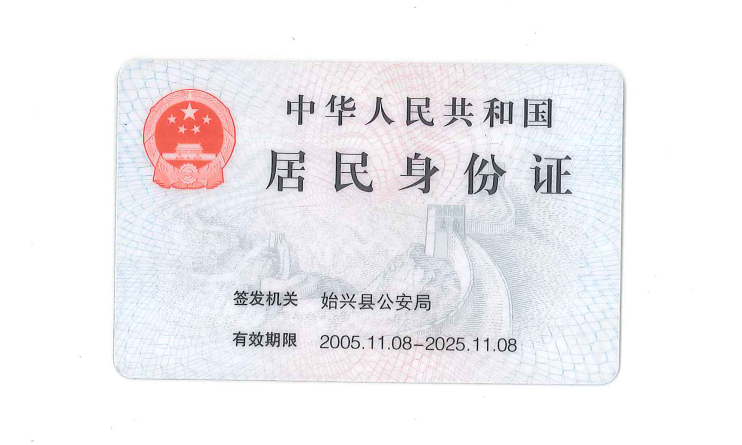 中华人民共和国
居民身份证
签发机关 始兴县公安局
有效期限 2005.11.08-2025.11.08